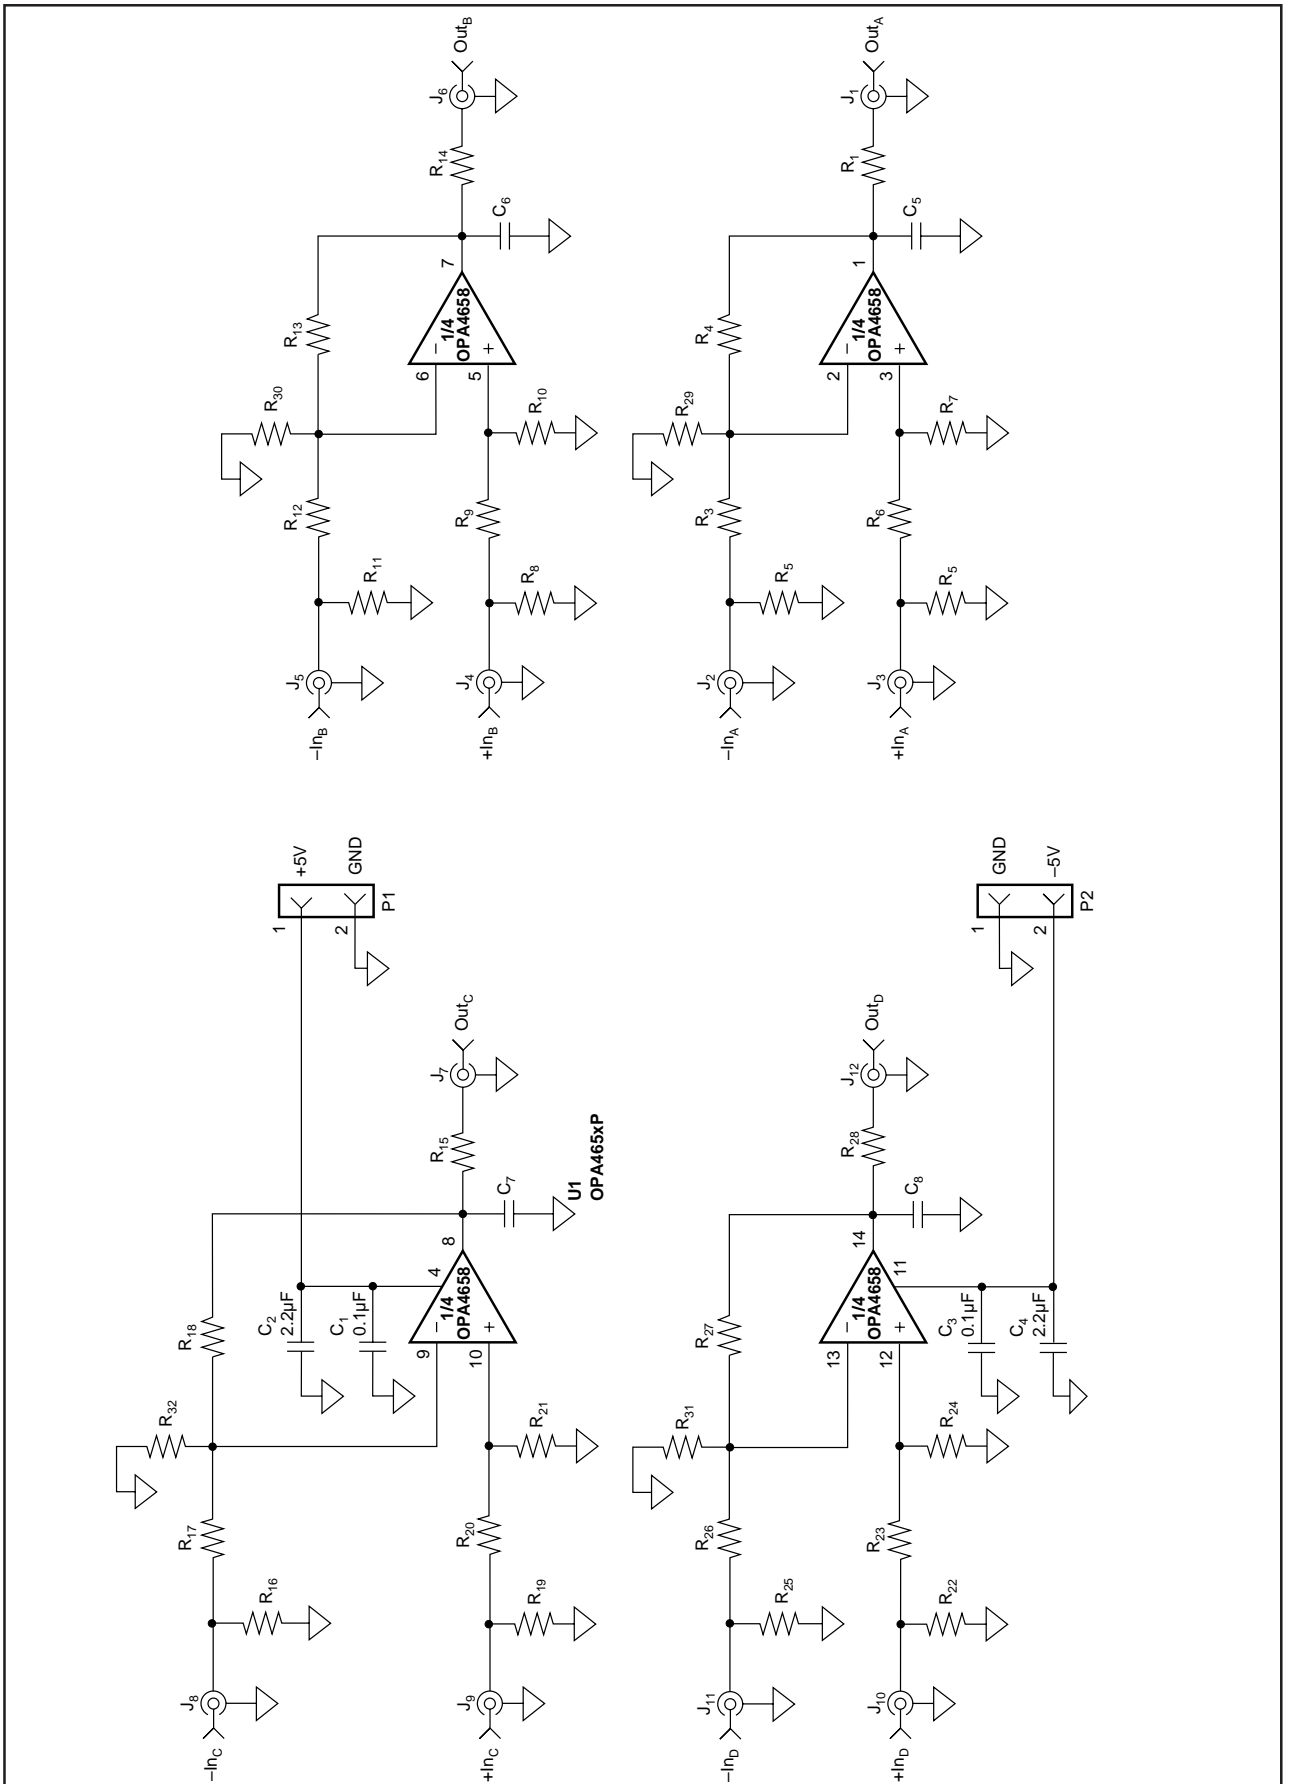 Out_B
J_6
R_14
C_6
7
R_13
1/4
OPA4658
−
+
6
5
R_30
R_10
R_12
R_9
R_11
R_8
J_5
J_4
–In_B
+In_B
Out_A
J_1
R_1
C_5
1
R_4
1/4
OPA4658
−
+
2
3
R_29
R_7
R_3
R_6
R_5
R_5
J_2
J_3
–In_A
+In_A
+5V
GND
P1
1
2
Out_C
J_7
R_15
C_7
U1
OPA465xP
8
4
C_2
2.2µF
C_1
0.1µF
R_18
1/4
OPA4658
−
+
9
10
R_32
R_21
R_17
R_20
R_16
R_19
J_8
J_9
–In_C
+In_C
GND
–5V
P2
1
2
Out_D
J_12
R_28
C_8
14
11
R_27
1/4
OPA4658
−
+
13
12
C_3
0.1µF
C_4
2.2µF
R_31
R_24
R_26
R_23
R_25
R_22
J_11
J_10
–In_D
+In_D